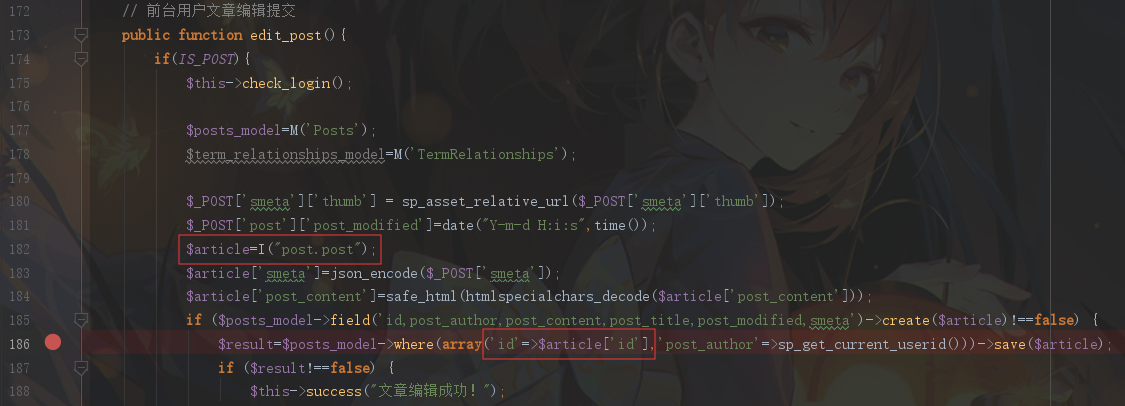 172 // 前台用户文章编辑提交
173 public function edit_post(){
174 if(IS_POST){
175 $this->check_login();
176
177 $posts_model=M('Posts');
178 $term_relationships_model=M('TermRelationships');
179
180 $_POST['smeta']['thumb'] = sp_asset_relative_url($_POST['smeta']['thumb']);
181 $_POST['post']['post_modified']=date("Y-m-d H:i:s",time());
182 $article=I("post.post");
183 $article['smeta']=json_encode($_POST['smeta']);
184 $article['post_content']=safe_html(htmlspecialchars_decode($article['post_content']));
185 if ($posts_model->field('id,post_author,post_content,post_title,post_modified,smeta')->create($article)!==false) {
186 $result=$posts_model->where(array('id'=>$article['id'],'post_author'=>sp_get_current_userid()))->save($article);
187 if ($result!==false) {
188 $this->success("文章编辑成功！");